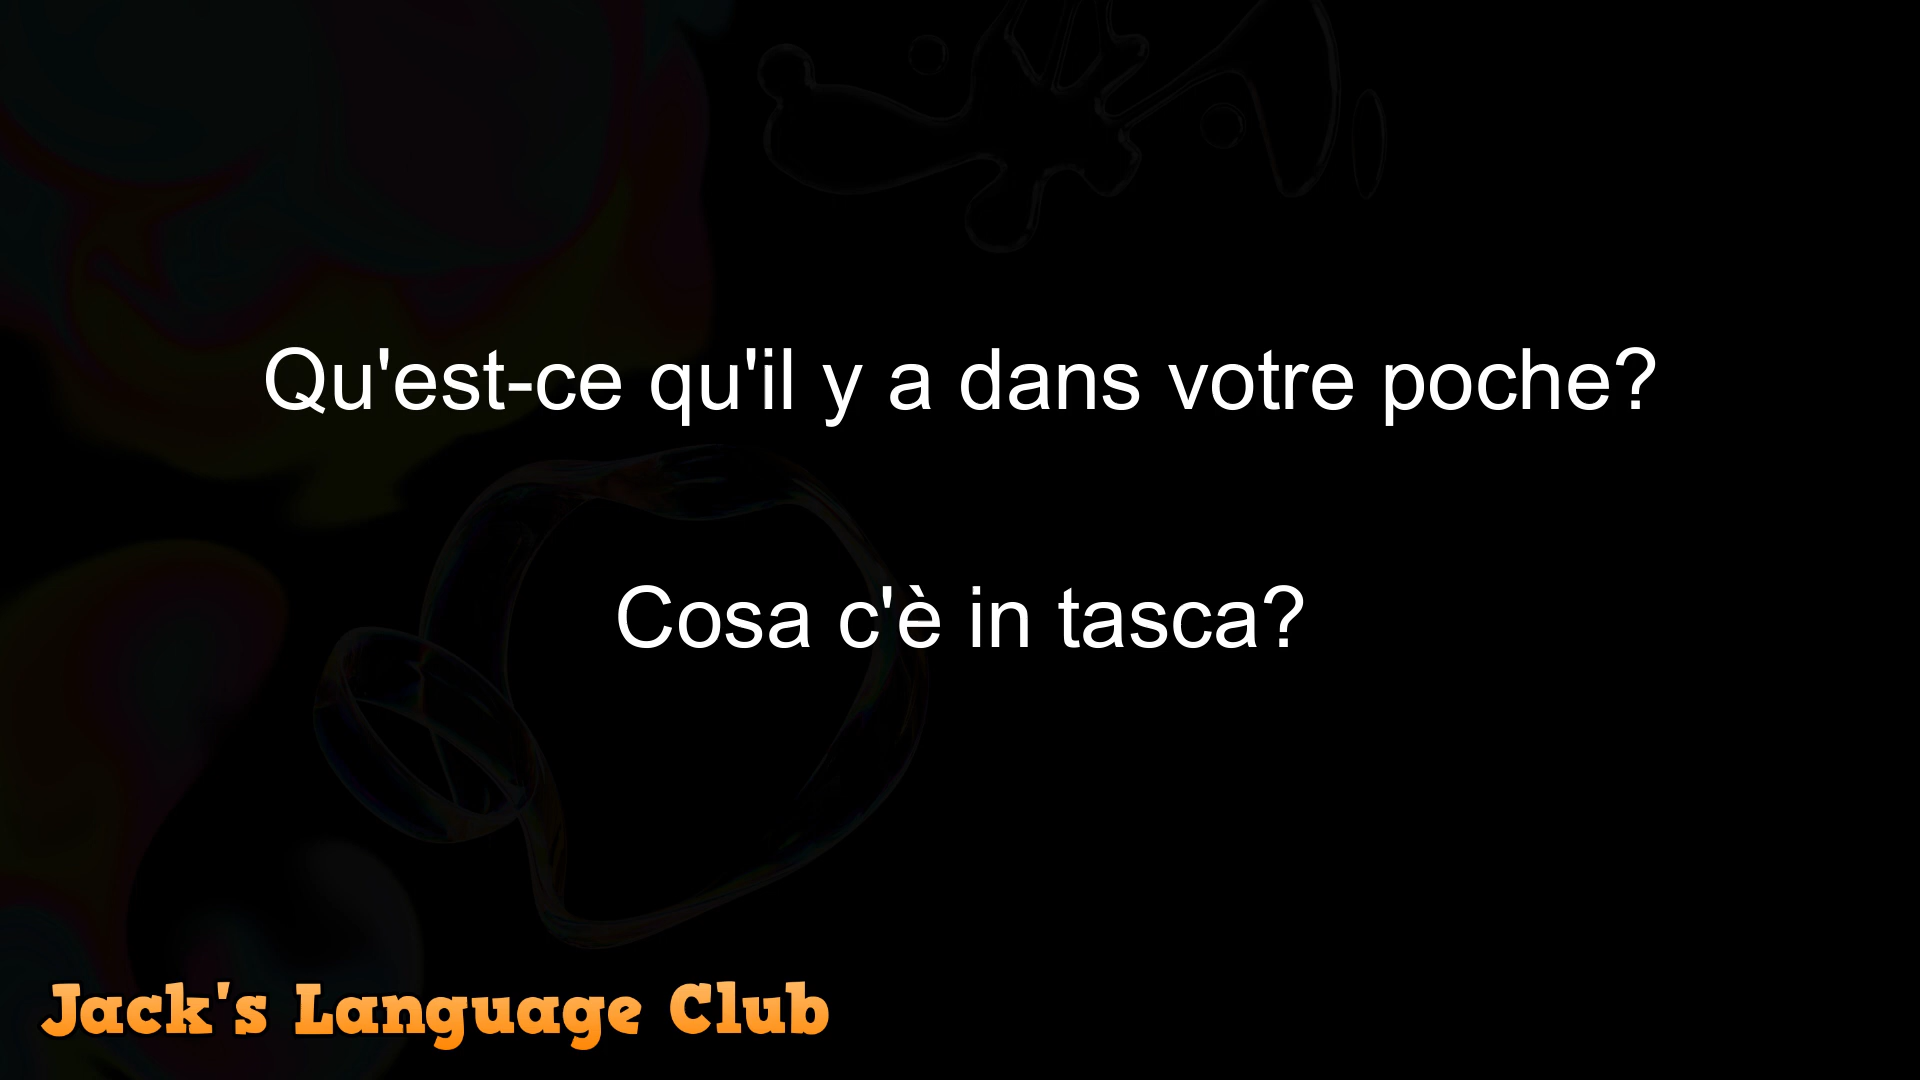 Qu'est-ce qu'il y a dans votre poche?
Cosa c'è in tasca?
Jack's Language Club